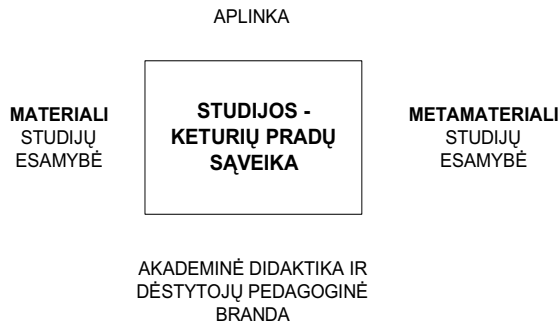 APLINKA
MATERIALI
STUDIJŲ
ESAMYBĖ
STUDIJOS -
KETURIŲ PRADŲ
SĄVEIKA
METAMATERIALI
STUDIJŲ
ESAMYBĖ
AKADEMINĖ DIDAKTIKA IR
DĖSTYTOJŲ PEDAGOGINĖ
BRANDA